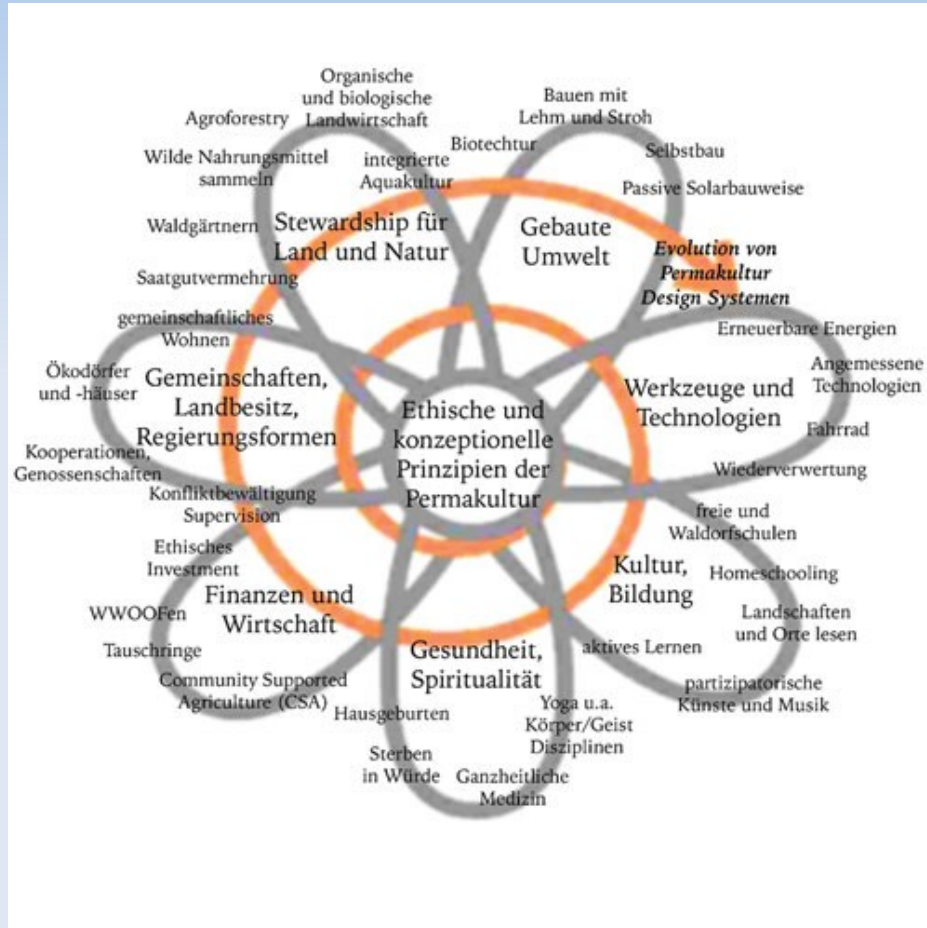 Organische
und biologische
Landwirtschaft
Agroforestry
Wilde Nahrungsmittel
sammeln
integrierte
Aquakultur
Waldgärtnern
Stewardship für
Land und Natur
Saatgutvermehrung
Bauen mit
Lehm und Stroh
Biotechtur
Selbstbau
Passive Solarbauweise
Gebaute
Umwelt
Evolution von
Permakultur
Design Systemen
Erneuerbare Energien
Angemessene
Technologien
Werkzeuge und
Technologien
Fahrrad
Wiederverwertung
gemeinschaftliches
Wohnen
Ökodörfer
und -häuser
Gemeinschaften,
Landbesitz,
Regierungsformen
Kooperationen,
Genossenschaften
Konfliktbewältigung
Supervision
Ethische und
konzeptionelle
Prinzipien der
Permakultur
freie und
Waldorfschulen
Kultur,
Bildung
Homeschooling
Landschaften
und Orte lesen
aktives Lernen
partizipatorische
Künste und Musik
Ethisches
Investment
Finanzen und
Wirtschaft
WWOOFen
Tauschringe
Community Supported
Agriculture (CSA)
Gesundheit,
Spiritualität
Hausgeburten
Yoga u.a.
Körper/Geist
Disziplinen
Sterben
in Würde
Ganzheitliche
Medizin